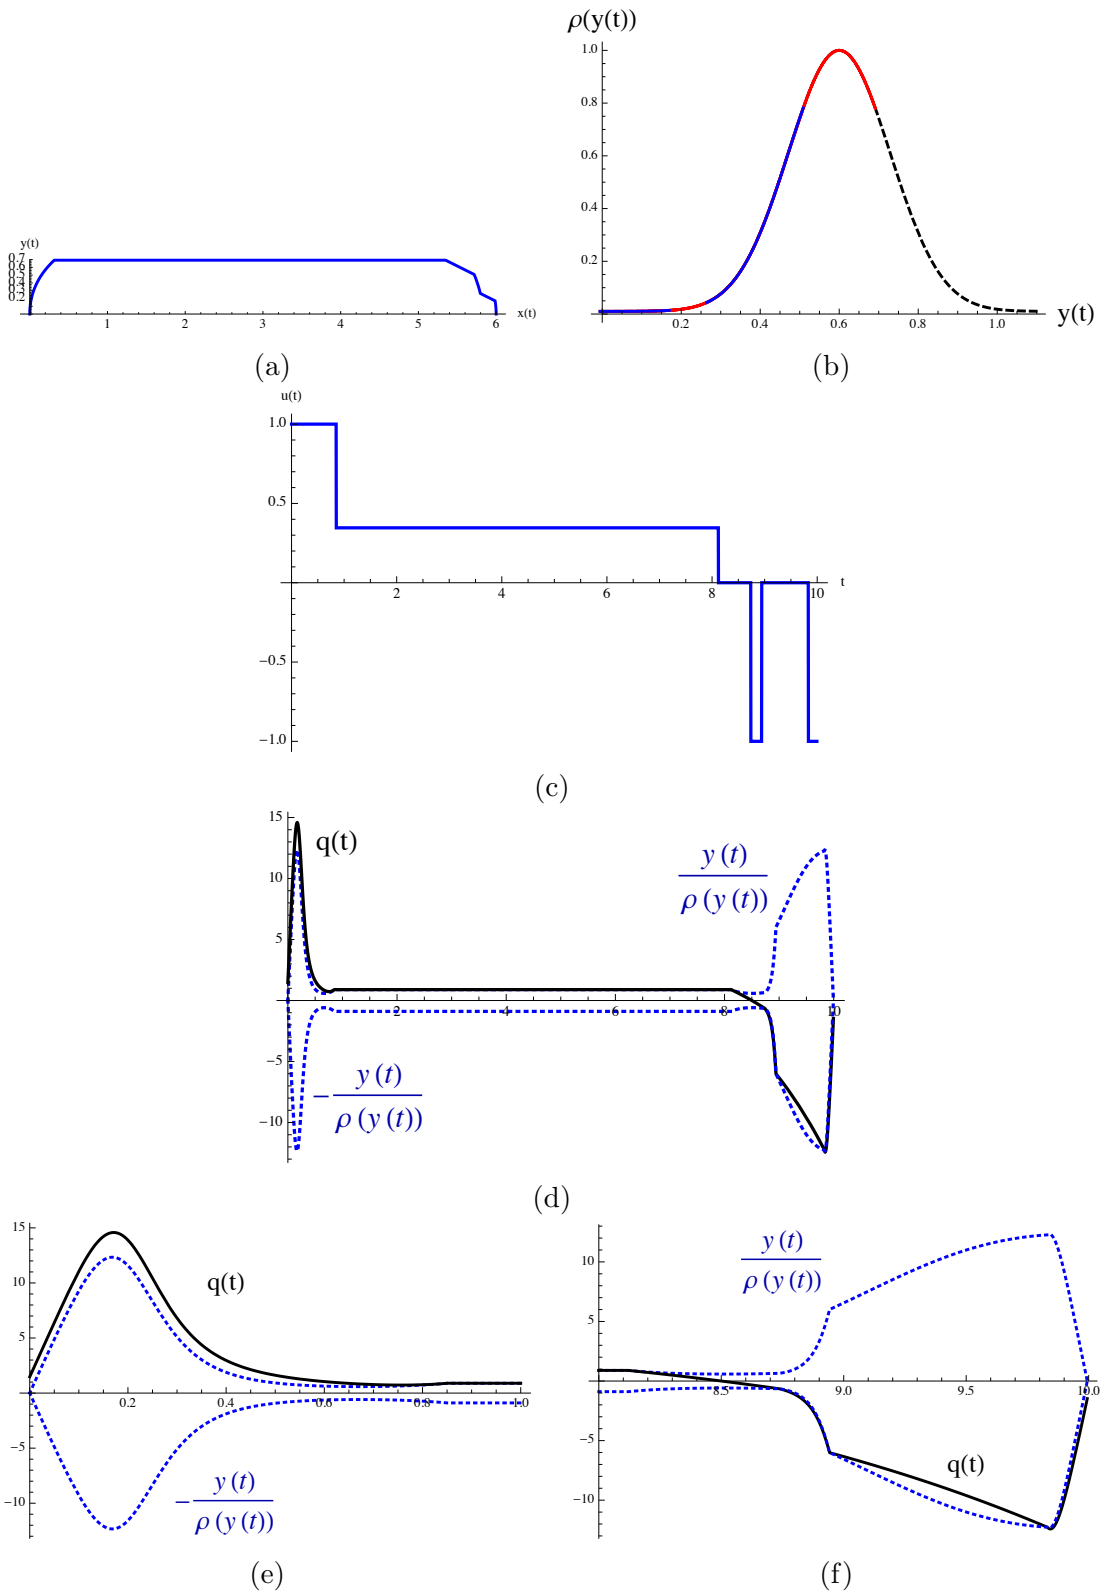 ρ(y(t))
y(t)
0.7
0.6
0.5
0.4
0.3
0.2
1 2 3 4 5 6 x(t)
1.0
0.8
0.6
0.4
0.2
0.2 0.4 0.6 0.8 1.0 y(t)
(a) (b)
u(t)
1.0
0.5
2 4 6 8 10 t
−0.5
−1.0
(c)
15
10
5
−5
−10
q(t)
y(t)
ρ(y(t))
2 4 6 8 10
− y(t)
ρ(y(t))
(d)
15
10
5
−5
−10
q(t)
0.2 0.4 0.6 0.8 1.0
− y(t)
ρ(y(t))
10
5
−5
−10
y(t)
ρ(y(t))
8.5 9.0 9.5 10.0
q(t)
(e) (f)